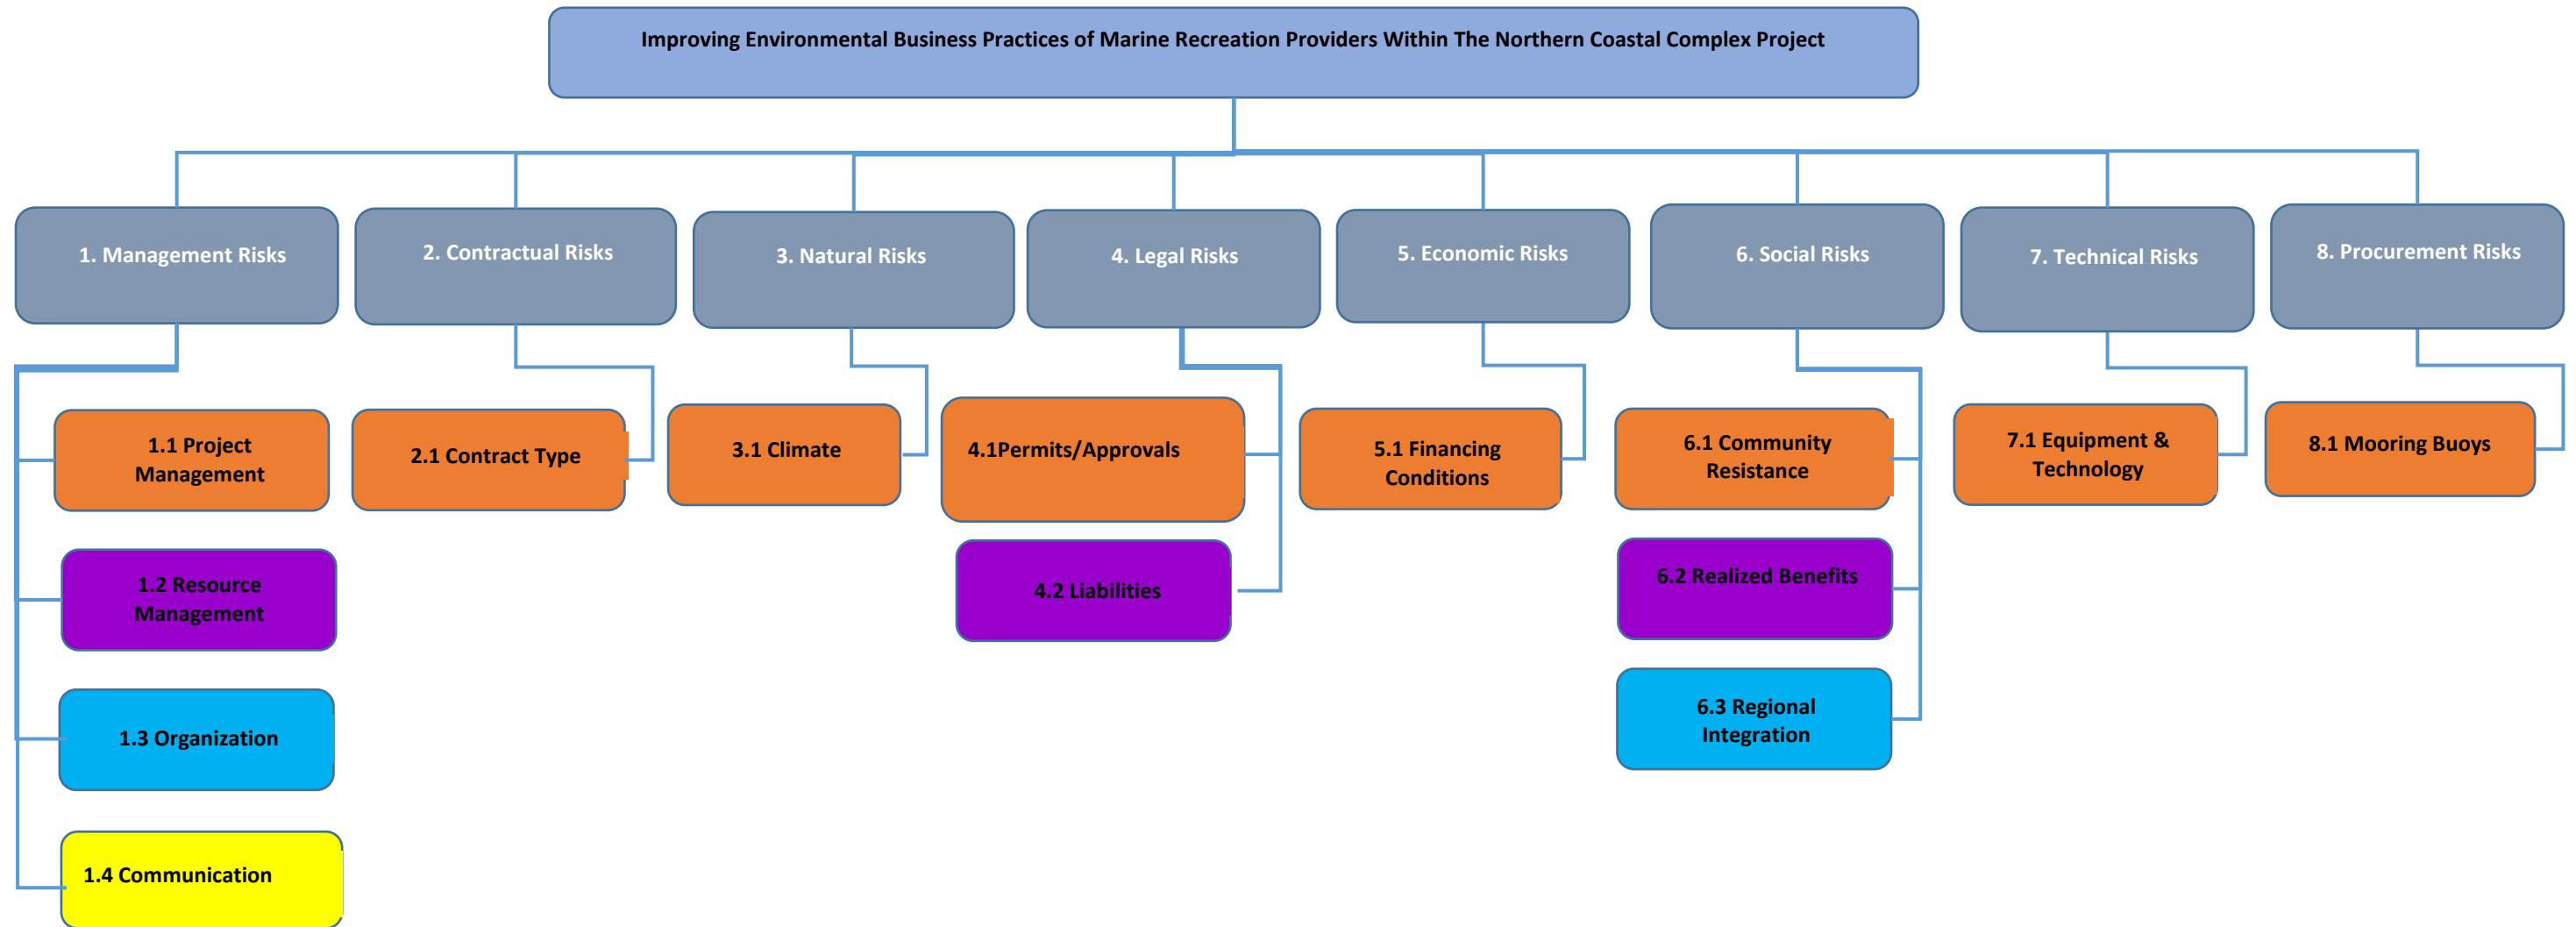 Improving Environmental Business Practices of Marine Recreation Providers Within The Northern Coastal Complex Project
1. Management Risks
2. Contractual Risks
3. Natural Risks
4. Legal Risks
5. Economic Risks
6. Social Risks
7. Technical Risks
8. Procurement Risks
1.1 Project
Management
2.1 Contract Type
3.1 Climate
4.1Permits/Approvals
5.1 Financing
Conditions
6.1 Community
Resistance
7.1 Equipment &
Technology
8.1 Mooring Buoys
1.2 Resource
Management
4.2 Liabilities
6.2 Realized Benefits
1.3 Organization
6.3 Regional
Integration
1.4 Communication